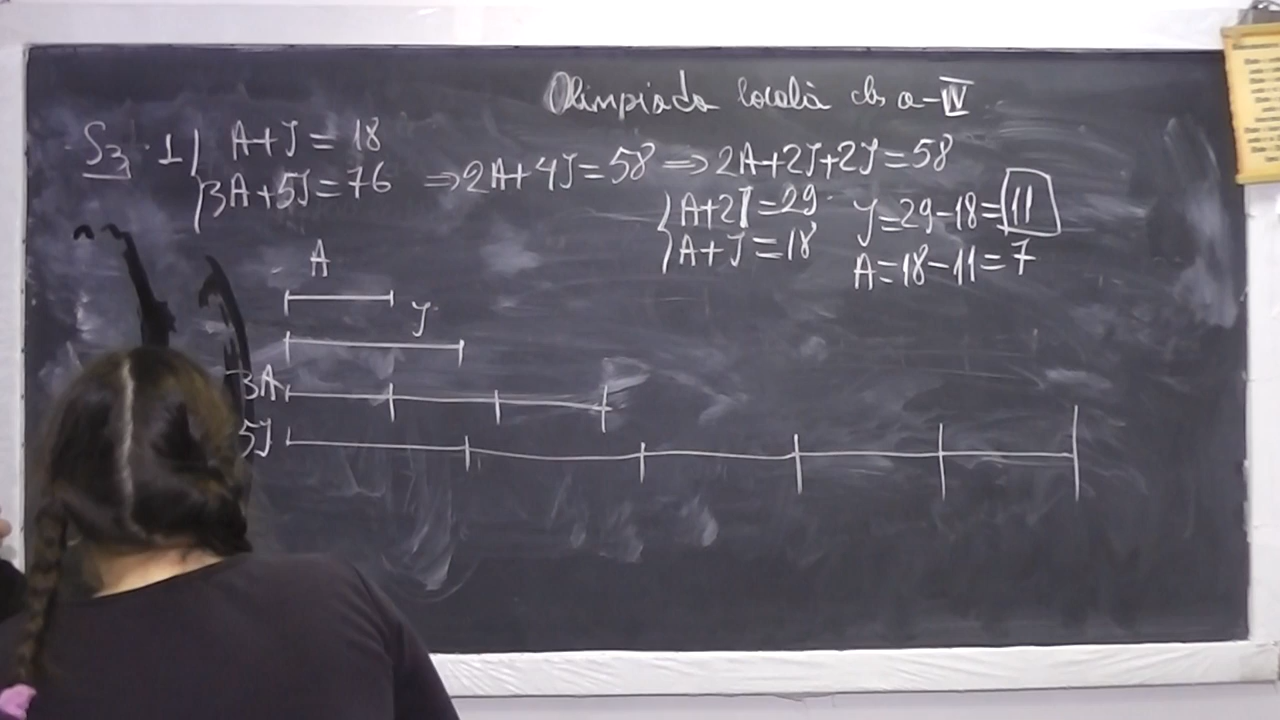 Olimpiada locală cls a-IV
S3 1) A+J=18
3A+5J=76 ⇒2A+4J=58 ⇒2A+2J+2J=58
A+2J=29 J=29-18=11
A+J=18 A=18-11=7
A
J
3A
5J